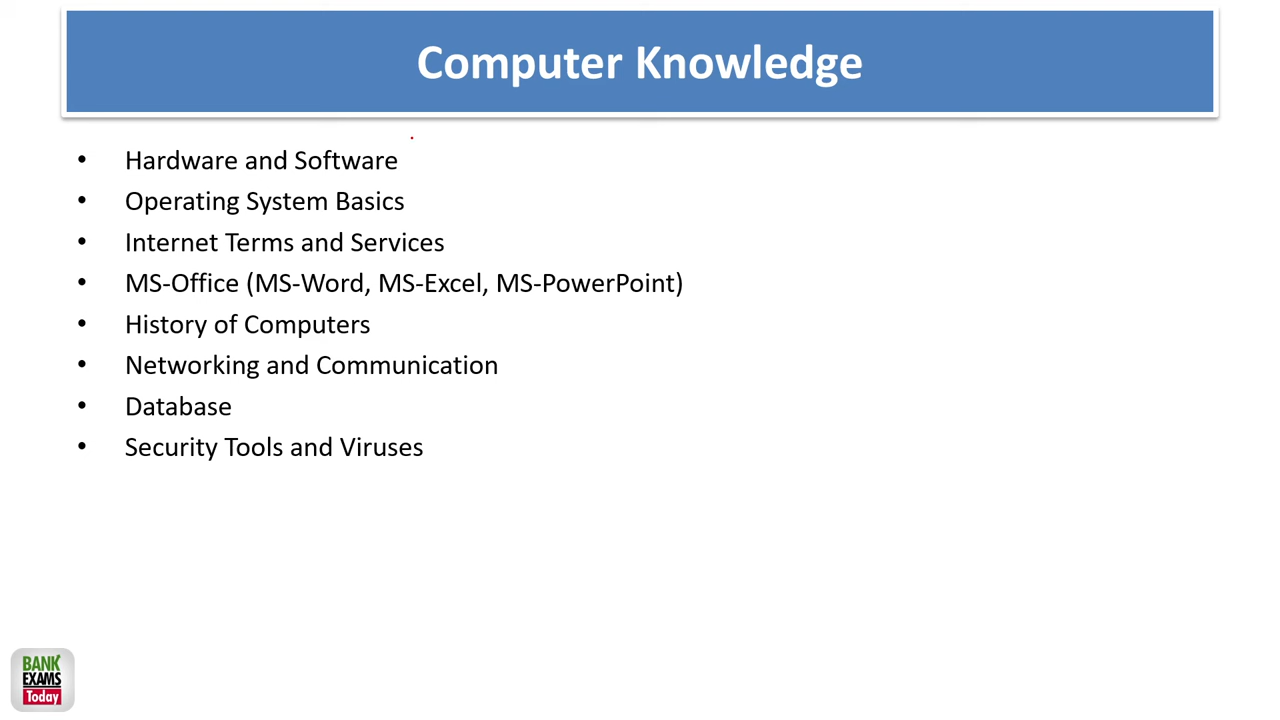 Computer Knowledge
• Hardware and Software
• Operating System Basics
• Internet Terms and Services
• MS-Office (MS-Word, MS-Excel, MS-PowerPoint)
• History of Computers
• Networking and Communication
• Database
• Security Tools and Viruses
BANK
EXAMS
Today